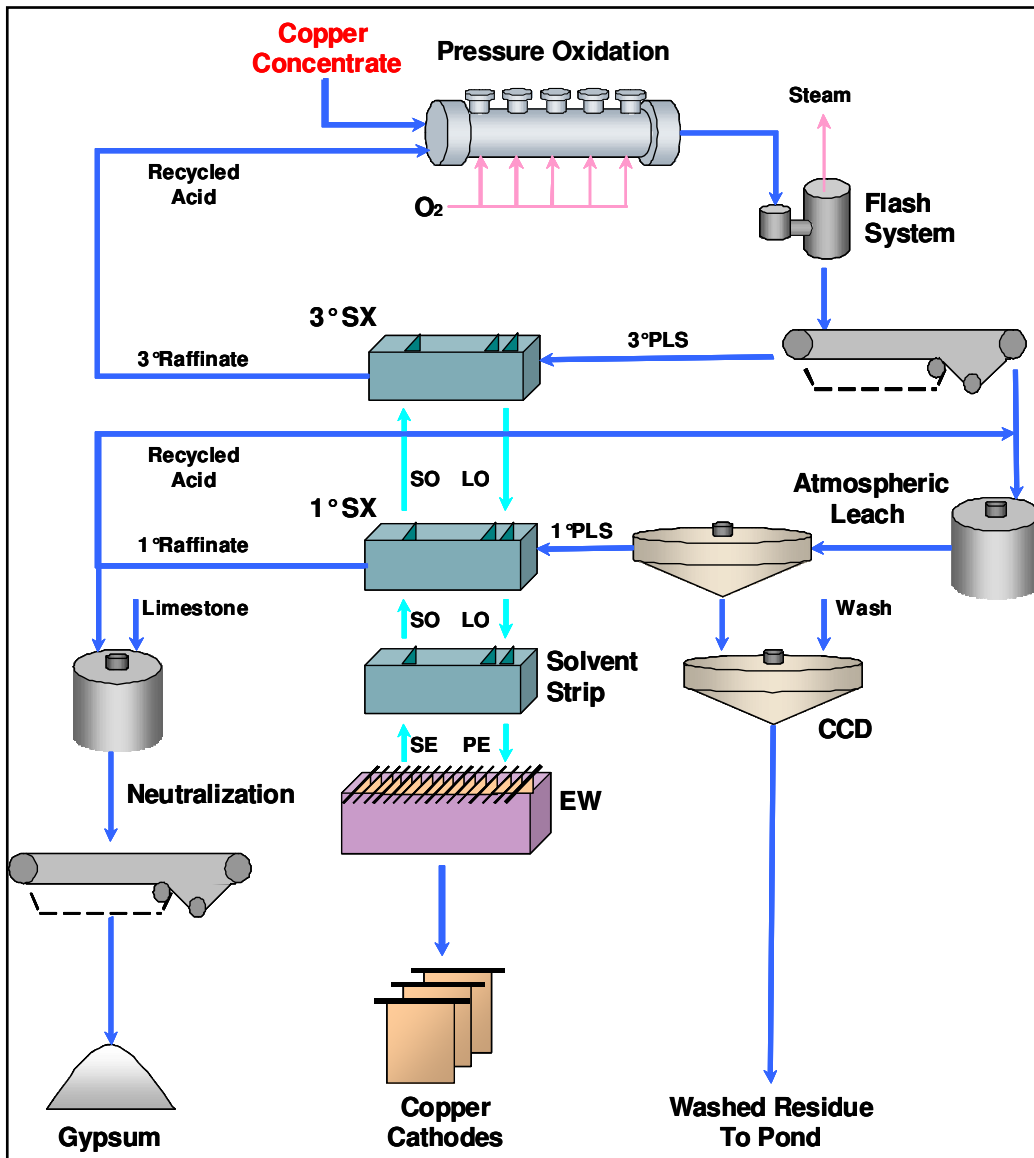 Copper
Concentrate
Pressure Oxidation
Steam
Recycled
Acid
O₂
Flash
System
3°SX
3°PLS
3°Raffinate
Recycled
Acid
SO
LO
Atmospheric
Leach
1°SX
1°PLS
1°Raffinate
Limestone
SO
LO
Wash
Solvent
Strip
CCD
SE
PE
Neutralization
EW
Gypsum
Copper
Cathodes
Washed Residue
To Pond